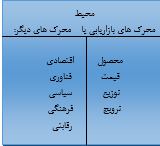 محیط
محرک های بازاریابی یا محرک های دیگر:
محصول اقتصادی
قیمت فناوری
توزیع سیاسی
ترویج فرهنگی
رقابتی